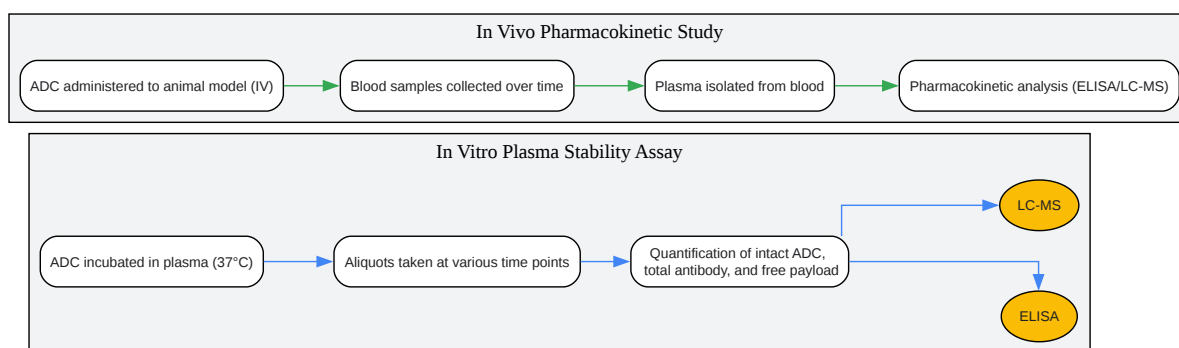 In Vivo Pharmacokinetic Study
ADC administered to animal model (IV)
Blood samples collected over time
Plasma isolated from blood
Pharmacokinetic analysis (ELISA/LC-MS)
In Vitro Plasma Stability Assay
ADC incubated in plasma (37°C)
Aliquots taken at various time points
Quantification of intact ADC,
total antibody, and free payload
LC-MS
ELISA